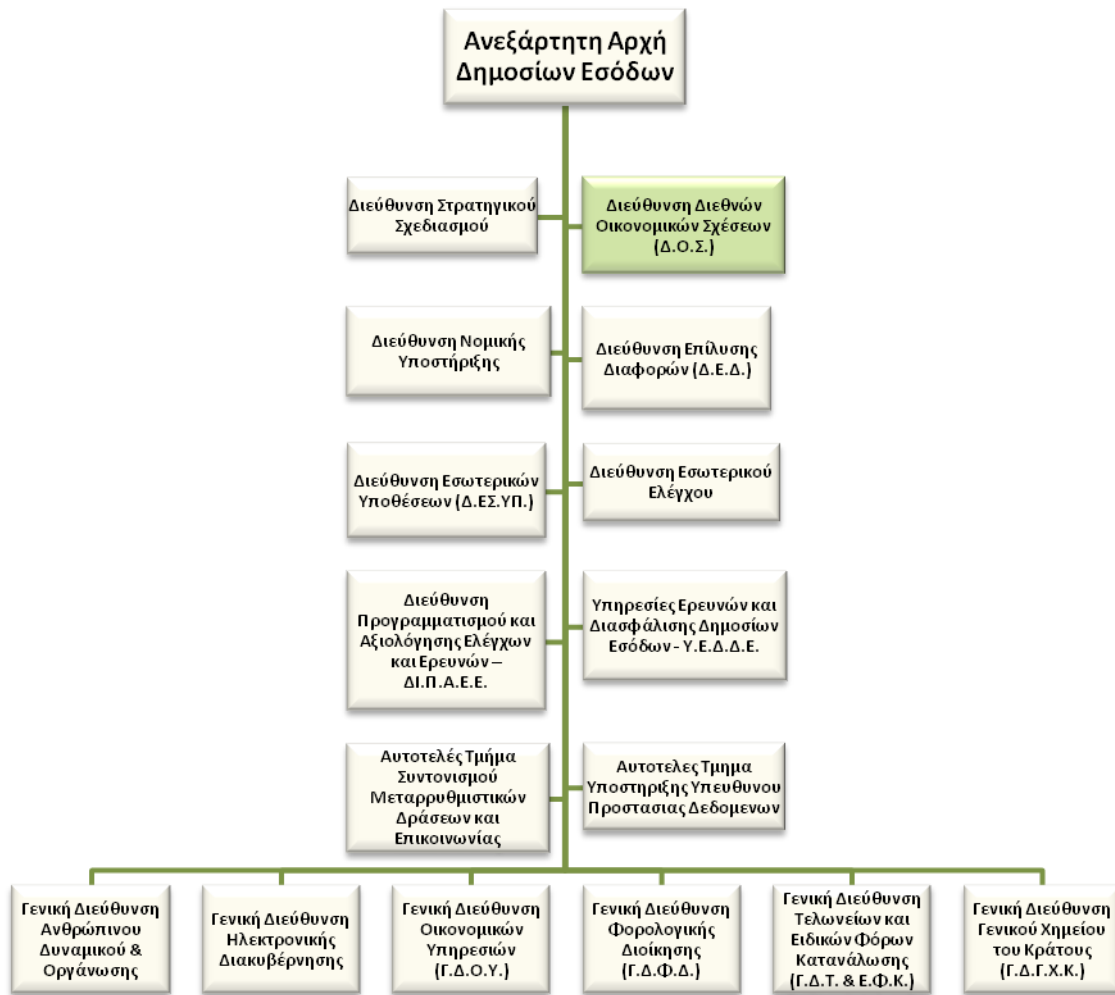 Ανεξάρτητη Αρχή
Δημοσίων Εσόδων
Διεύθυνση Στρατηγικού
Σχεδιασμού
Διεύθυνση Διεθνών
Οικονομικών Σχέσεων
(Δ.Ο.Σ.)
Διεύθυνση Νομικής
Υποστήριξης
Διεύθυνση Επίλυσης
Διαφορών (Δ.Ε.Δ.)
Διεύθυνση Εσωτερικών
Υποθέσεων (Δ.ΕΣ.ΥΠ.)
Διεύθυνση Εσωτερικού
Ελέγχου
Διεύθυνση
Προγραμματισμού και
Αξιολόγησης Ελέγχων
και Ερευνών –
ΔΙ.Π.Α.Ε.Ε.
Υπηρεσίες Ερευνών και
Διασφάλισης Δημοσίων
Εσόδων - Υ.Ε.Δ.Δ.Ε.
Αυτοτελές Τμήμα
Συντονισμού
Μεταρρυθμιστικών
Δράσεων και
Επικοινωνίας
Αυτοτελες Τμημα
Υποστηριξης Υπευθυνου
Προστασιας Δεδομενων
Γενική Διεύθυνση
Ανθρώπινου
Δυναμικού &
Οργάνωσης
Γενική Διεύθυνση
Ηλεκτρονικής
Διακυβέρνησης
Γενική Διεύθυνση
Οικονομικών
Υπηρεσιών
(Γ.Δ.Ο.Υ.)
Γενική Διεύθυνση
Φορολογικής
Διοίκησης
(Γ.Δ.Φ.Δ.)
Γενική Διεύθυνση
Τελωνείων και
Ειδικών Φόρων
Κατανάλωσης
(Γ.Δ.Τ. & Ε.Φ.Κ.)
Γενική Διεύθυνση
Γενικού Χημείου
του Κράτους
(Γ.Δ.Γ.Χ.Κ.)